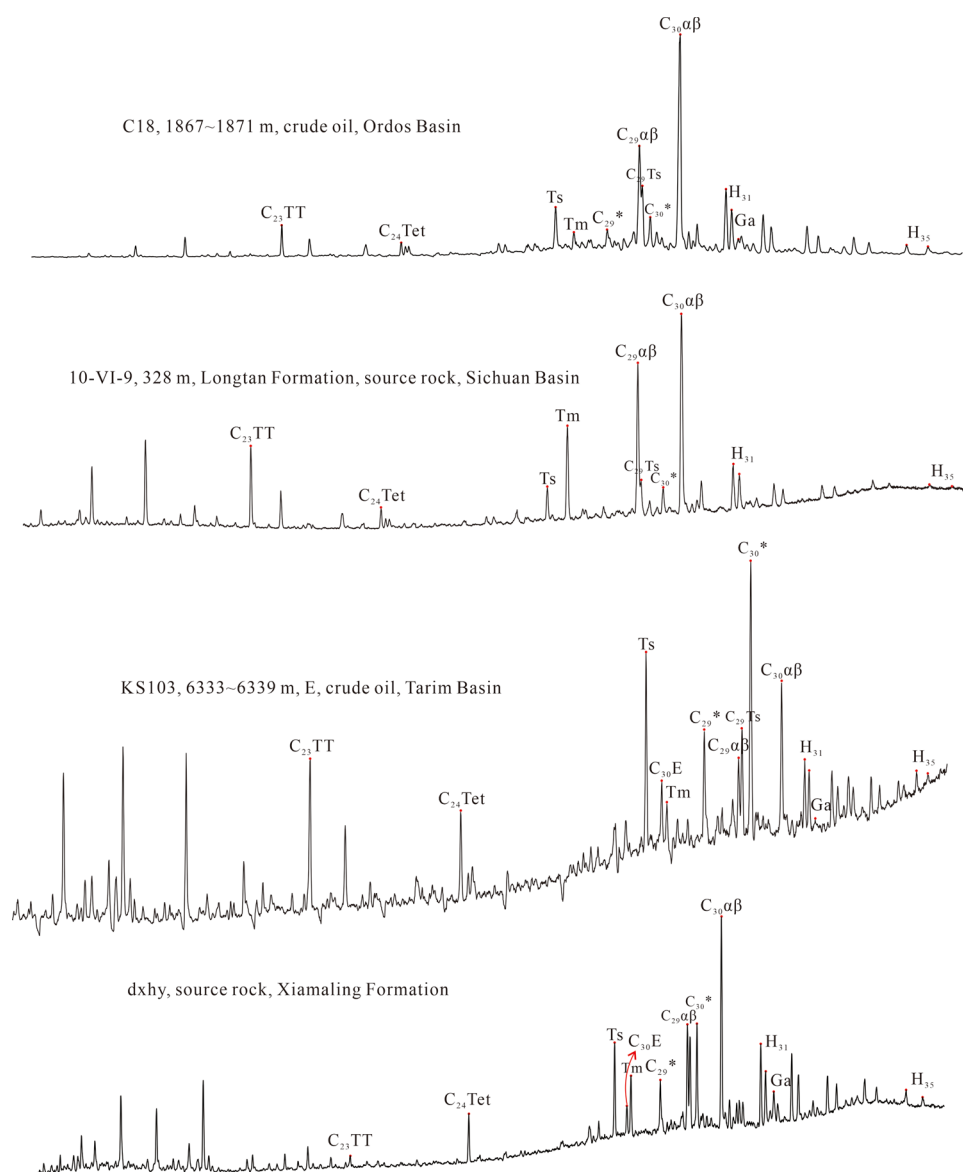 C₃₀αβ
C18, 1867~1871 m, crude oil, Ordos Basin
C₂₉αβ
C₂₉Ts
Ts
C₂₉*
C₃₀*
H₃₁
C₂₃TT
Tm
Ga
C₂₄Tet
H₃₅
C₃₀αβ
C₂₉αβ
10-VI-9, 328 m, Longtan Formation, source rock, Sichuan Basin
Tm
C₂₃TT
H₃₁
C₂₉Ts
Ts
C₃₀*
H₃₅
C₂₄Tet
C₃₀*
Ts
C₃₀αβ
KS103, 6333~6339 m, E, crude oil, Tarim Basin
C₂₉*
C₂₉Ts
C₂₃TT
C₂₉αβ
H₃₁
C₃₀E
H₃₅
Tm
C₂₄Tet
Ga
C₃₀αβ
dxhy, source rock, Xiamaling Formation
C₃₀*
C₂₉αβ
Ts
C₃₀E
H₃₁
Tm
C₂₉*
Ga
H₃₅
C₂₄Tet
C₂₃TT